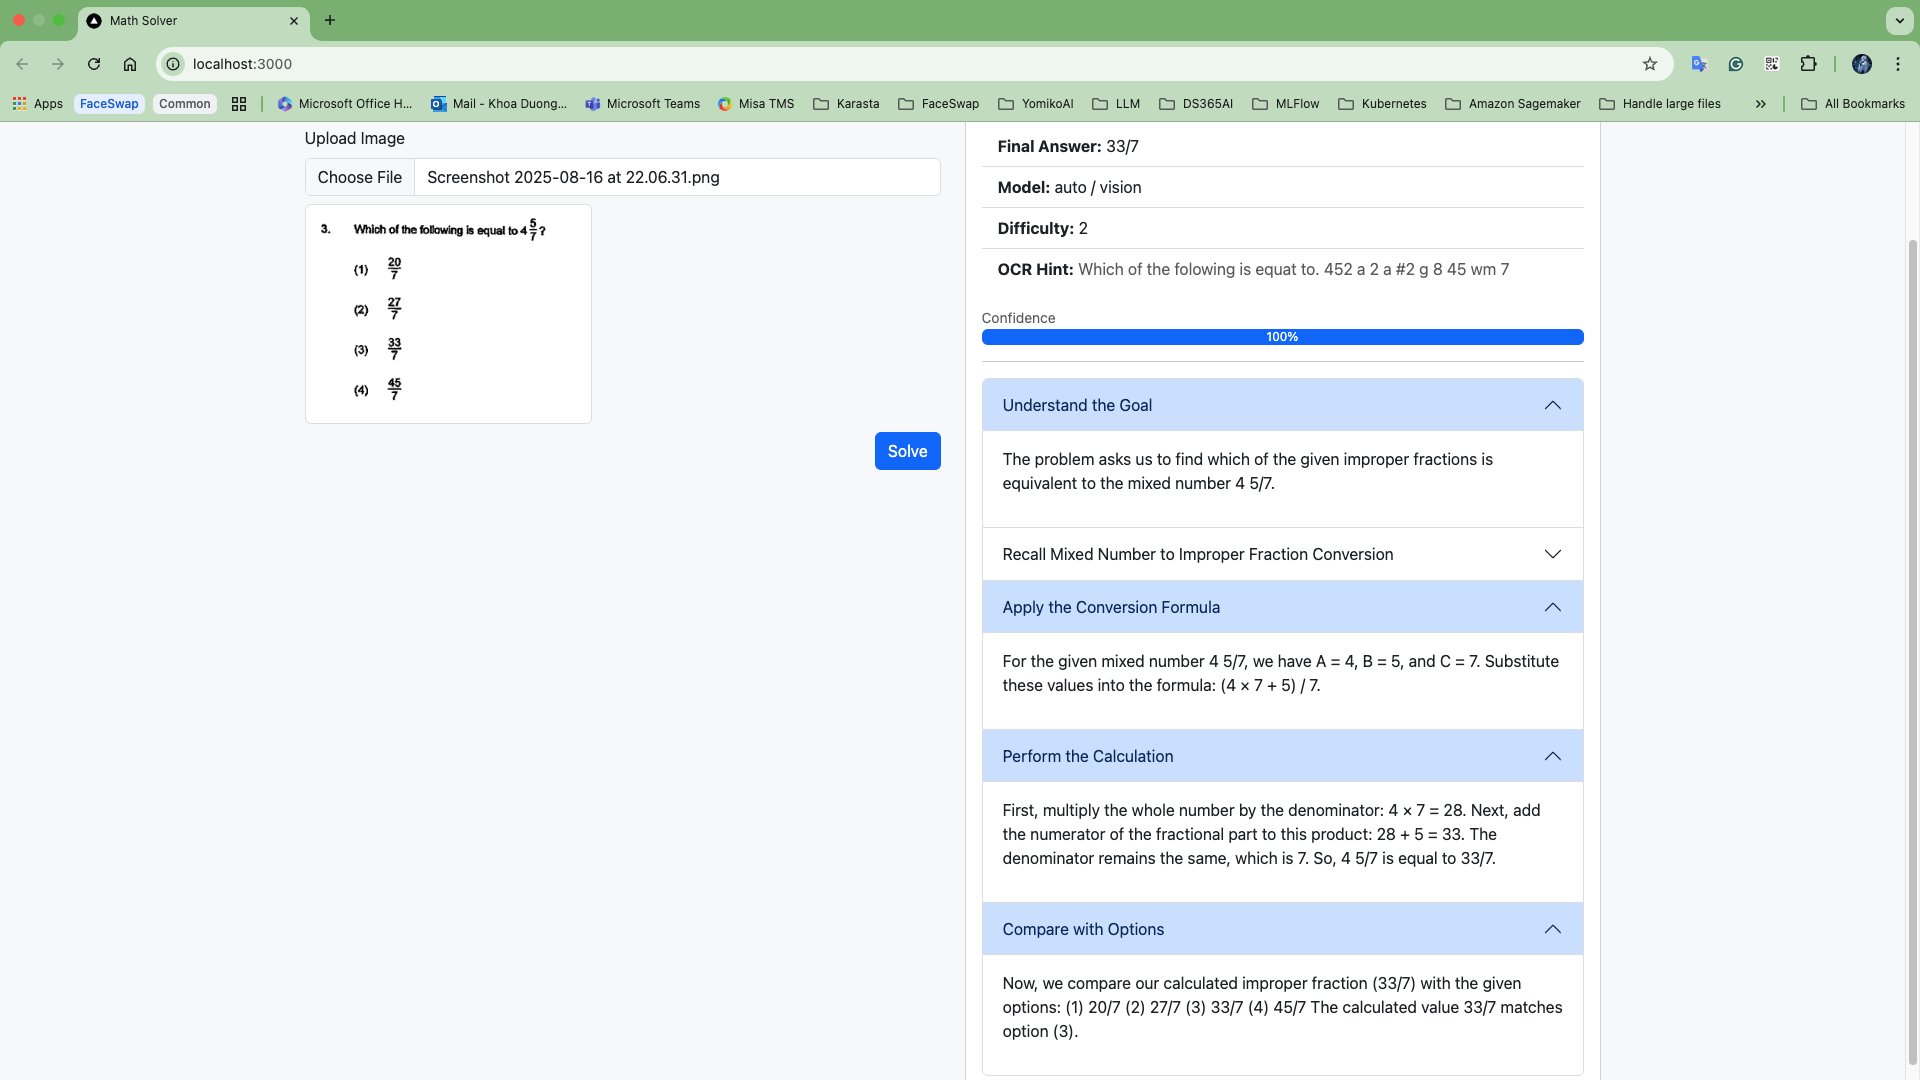 Math Solver
localhost:3000
Apps FaceSwap Common Microsoft Office H... Mail - Khoa Duong... Microsoft Teams Misa TMS Karasta FaceSwap YomikoAI LLM DS365AI MLFlow Kubernetes Amazon Sagemaker Handle large files » All Bookmarks
Upload Image
Choose File Screenshot 2025-08-16 at 22.06.31.png
3. Which of the following is equal to 4 5/7 ?
(1) 20/7
(2) 27/7
(3) 33/7
(4) 45/7
Solve
Final Answer: 33/7
Model: auto / vision
Difficulty: 2
OCR Hint: Which of the folowing is equat to. 452 a 2 a #2 g 8 45 wm 7
Confidence
100%
Understand the Goal
The problem asks us to find which of the given improper fractions is
equivalent to the mixed number 4 5/7.
Recall Mixed Number to Improper Fraction Conversion
Apply the Conversion Formula
For the given mixed number 4 5/7, we have A = 4, B = 5, and C = 7. Substitute
these values into the formula: (4 × 7 + 5) / 7.
Perform the Calculation
First, multiply the whole number by the denominator: 4 × 7 = 28. Next, add
the numerator of the fractional part to this product: 28 + 5 = 33. The
denominator remains the same, which is 7. So, 4 5/7 is equal to 33/7.
Compare with Options
Now, we compare our calculated improper fraction (33/7) with the given
options: (1) 20/7 (2) 27/7 (3) 33/7 (4) 45/7 The calculated value 33/7 matches
option (3).